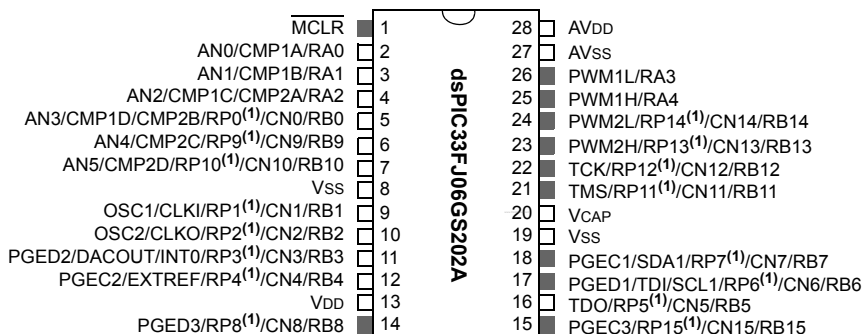 MCLR 1
AN0/CMP1A/RA0 2
AN1/CMP1B/RA1 3
AN2/CMP1C/CMP2A/RA2 4
AN3/CMP1D/CMP2B/RP0(1)/CN0/RB0 5
AN4/CMP2C/RP9(1)/CN9/RB9 6
AN5/CMP2D/RP10(1)/CN10/RB10 7
VSS 8
OSC1/CLKI/RP1(1)/CN1/RB1 9
OSC2/CLKO/RP2(1)/CN2/RB2 10
PGED2/DACOUT/INT0/RP3(1)/CN3/RB3 11
PGEC2/EXTREF/RP4(1)/CN4/RB4 12
VDD 13
PGED3/RP8(1)/CN8/RB8 14
dsPIC33FJ06GS202A
28 AVDD
27 AVSS
26 PWM1L/RA3
25 PWM1H/RA4
24 PWM2L/RP14(1)/CN14/RB14
23 PWM2H/RP13(1)/CN13/RB13
22 TCK/RP12(1)/CN12/RB12
21 TMS/RP11(1)/CN11/RB11
20 VCAP
19 VSS
18 PGEC1/SDA1/RP7(1)/CN7/RB7
17 PGED1/TDI/SCL1/RP6(1)/CN6/RB6
16 TDO/RP5(1)/CN5/RB5
15 PGEC3/RP15(1)/CN15/RB15